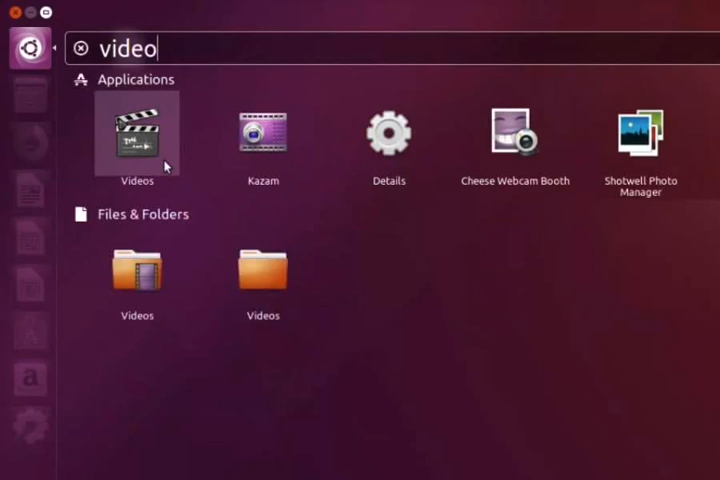 video
Applications
Videos
Kazam
Details
Cheese Webcam Booth
Shotwell Photo
Manager
Files & Folders
Videos
Videos